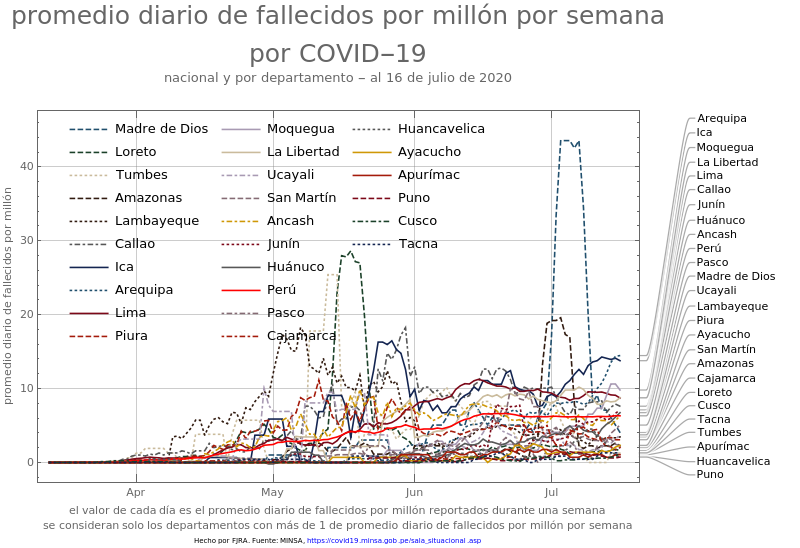 promedio diario de fallecidos por millón por semana
por COVID‒19
nacional y por departamento ‒ al 16 de julio de 2020
promedio diario de fallecidos por millón
40
30
20
10
0
Apr
May
Jun
Jul
Madre de Dios
Loreto
Tumbes
Amazonas
Lambayeque
Callao
Ica
Arequipa
Lima
Piura
Moquegua
La Libertad
Ucayali
San Martín
Ancash
Junín
Huánuco
Perú
Pasco
Cajamarca
Huancavelica
Ayacucho
Apurímac
Puno
Cusco
Tacna
Arequipa
Ica
Moquegua
La Libertad
Lima
Callao
Junín
Huánuco
Ancash
Perú
Pasco
Madre de Dios
Ucayali
Lambayeque
Piura
Ayacucho
San Martín
Amazonas
Cajamarca
Loreto
Cusco
Tacna
Tumbes
Apurímac
Huancavelica
Puno
el valor de cada día es el promedio diario de fallecidos por millón reportados durante una semana
se consideran solo los departamentos con más de 1 de promedio diario de fallecidos por millón por semana
Hecho por FJRA. Fuente: MINSA, https://covid19.minsa.gob.pe/sala_situacional .asp